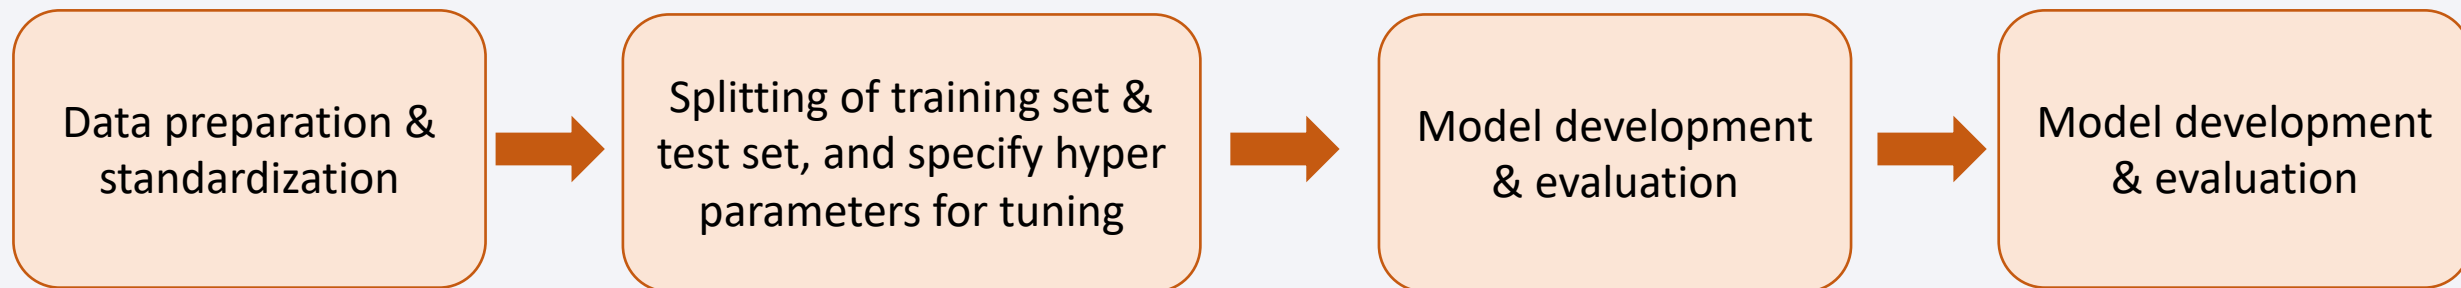 Data preparation &
standardization
Splitting of training set &
test set, and specify hyper
parameters for tuning
Model development
& evaluation
Model development
& evaluation